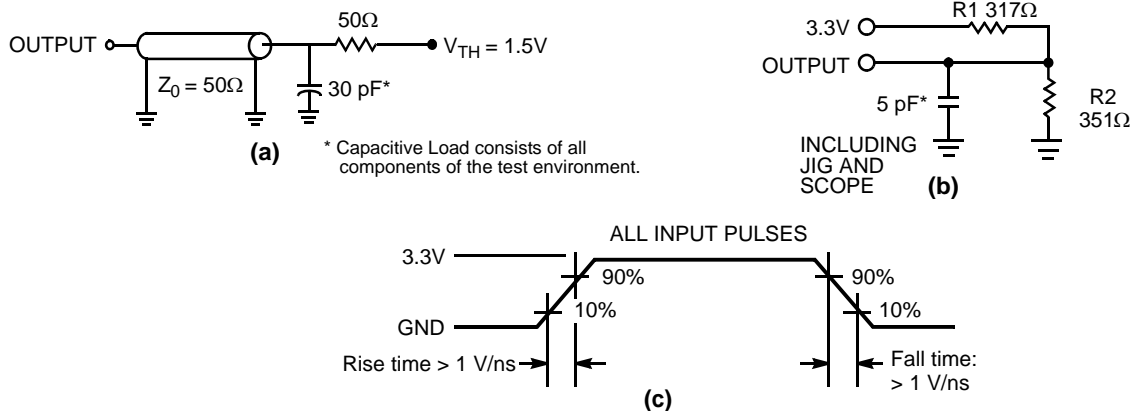 50Ω
OUTPUT
V_TH = 1.5V
Z_0 = 50Ω
30 pF*
(a)
* Capacitive Load consists of all
components of the test environment.
R1 317Ω
3.3V
OUTPUT
5 pF*
R2
351Ω
INCLUDING
JIG AND
SCOPE
(b)
ALL INPUT PULSES
3.3V
90%
10%
GND
90%
10%
Rise time > 1 V/ns
Fall time:
> 1 V/ns
(c)